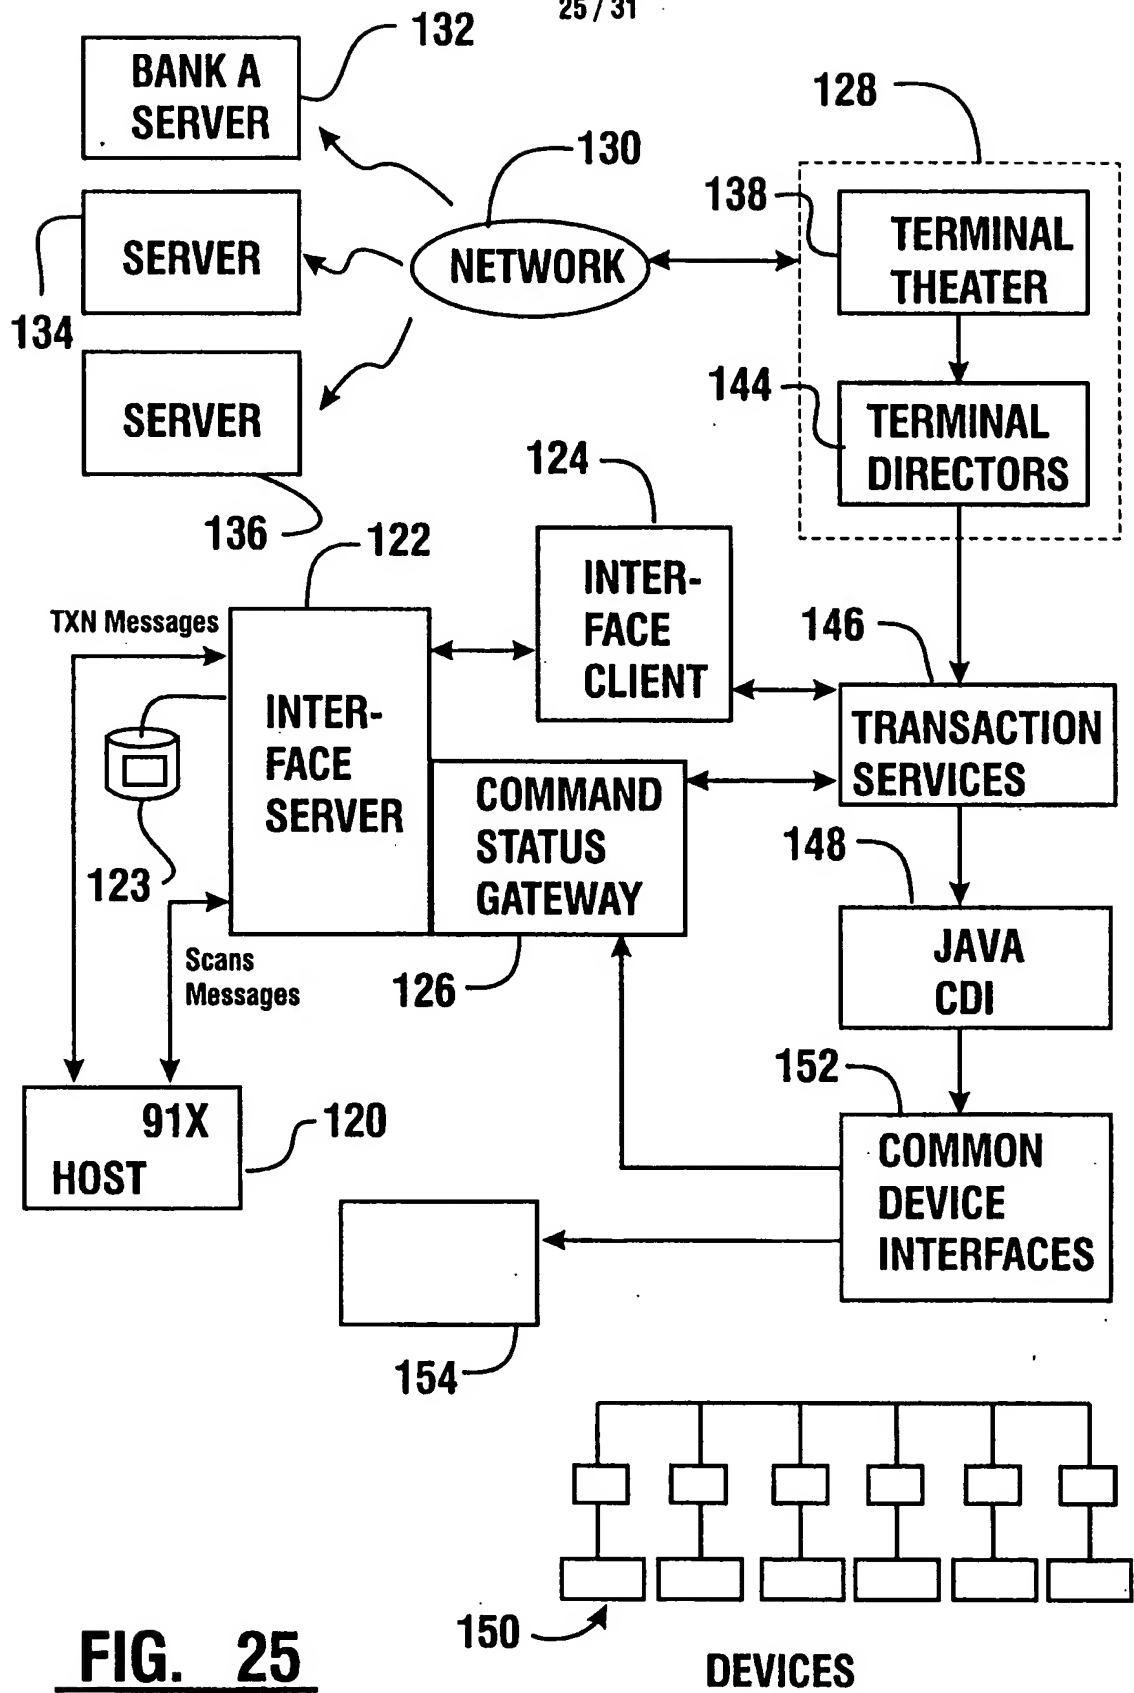 25/31
132
BANK A
SERVER
128
130
138
TERMINAL
THEATER
SERVER
NETWORK
134
144
TERMINAL
DIRECTORS
SERVER
124
136
122
INTER-
FACE
CLIENT
TXN Messages
146
INTER-
FACE
SERVER
TRANSACTION
SERVICES
COMMAND
STATUS
GATEWAY
148
123
JAVA
CDI
Scans
Messages
126
152
91X
HOST
120
COMMON
DEVICE
INTERFACES
154
150
FIG. 25
DEVICES